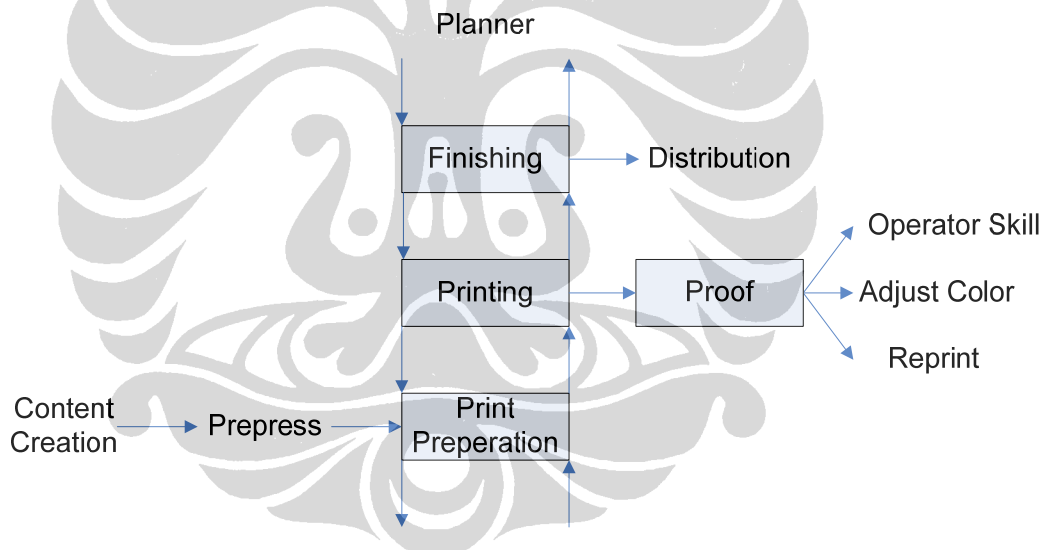 Planner
Finishing
Distribution
Operator Skill
Printing
Proof
Adjust Color
Reprint
Content
Creation
Prepress
Print
Preperation